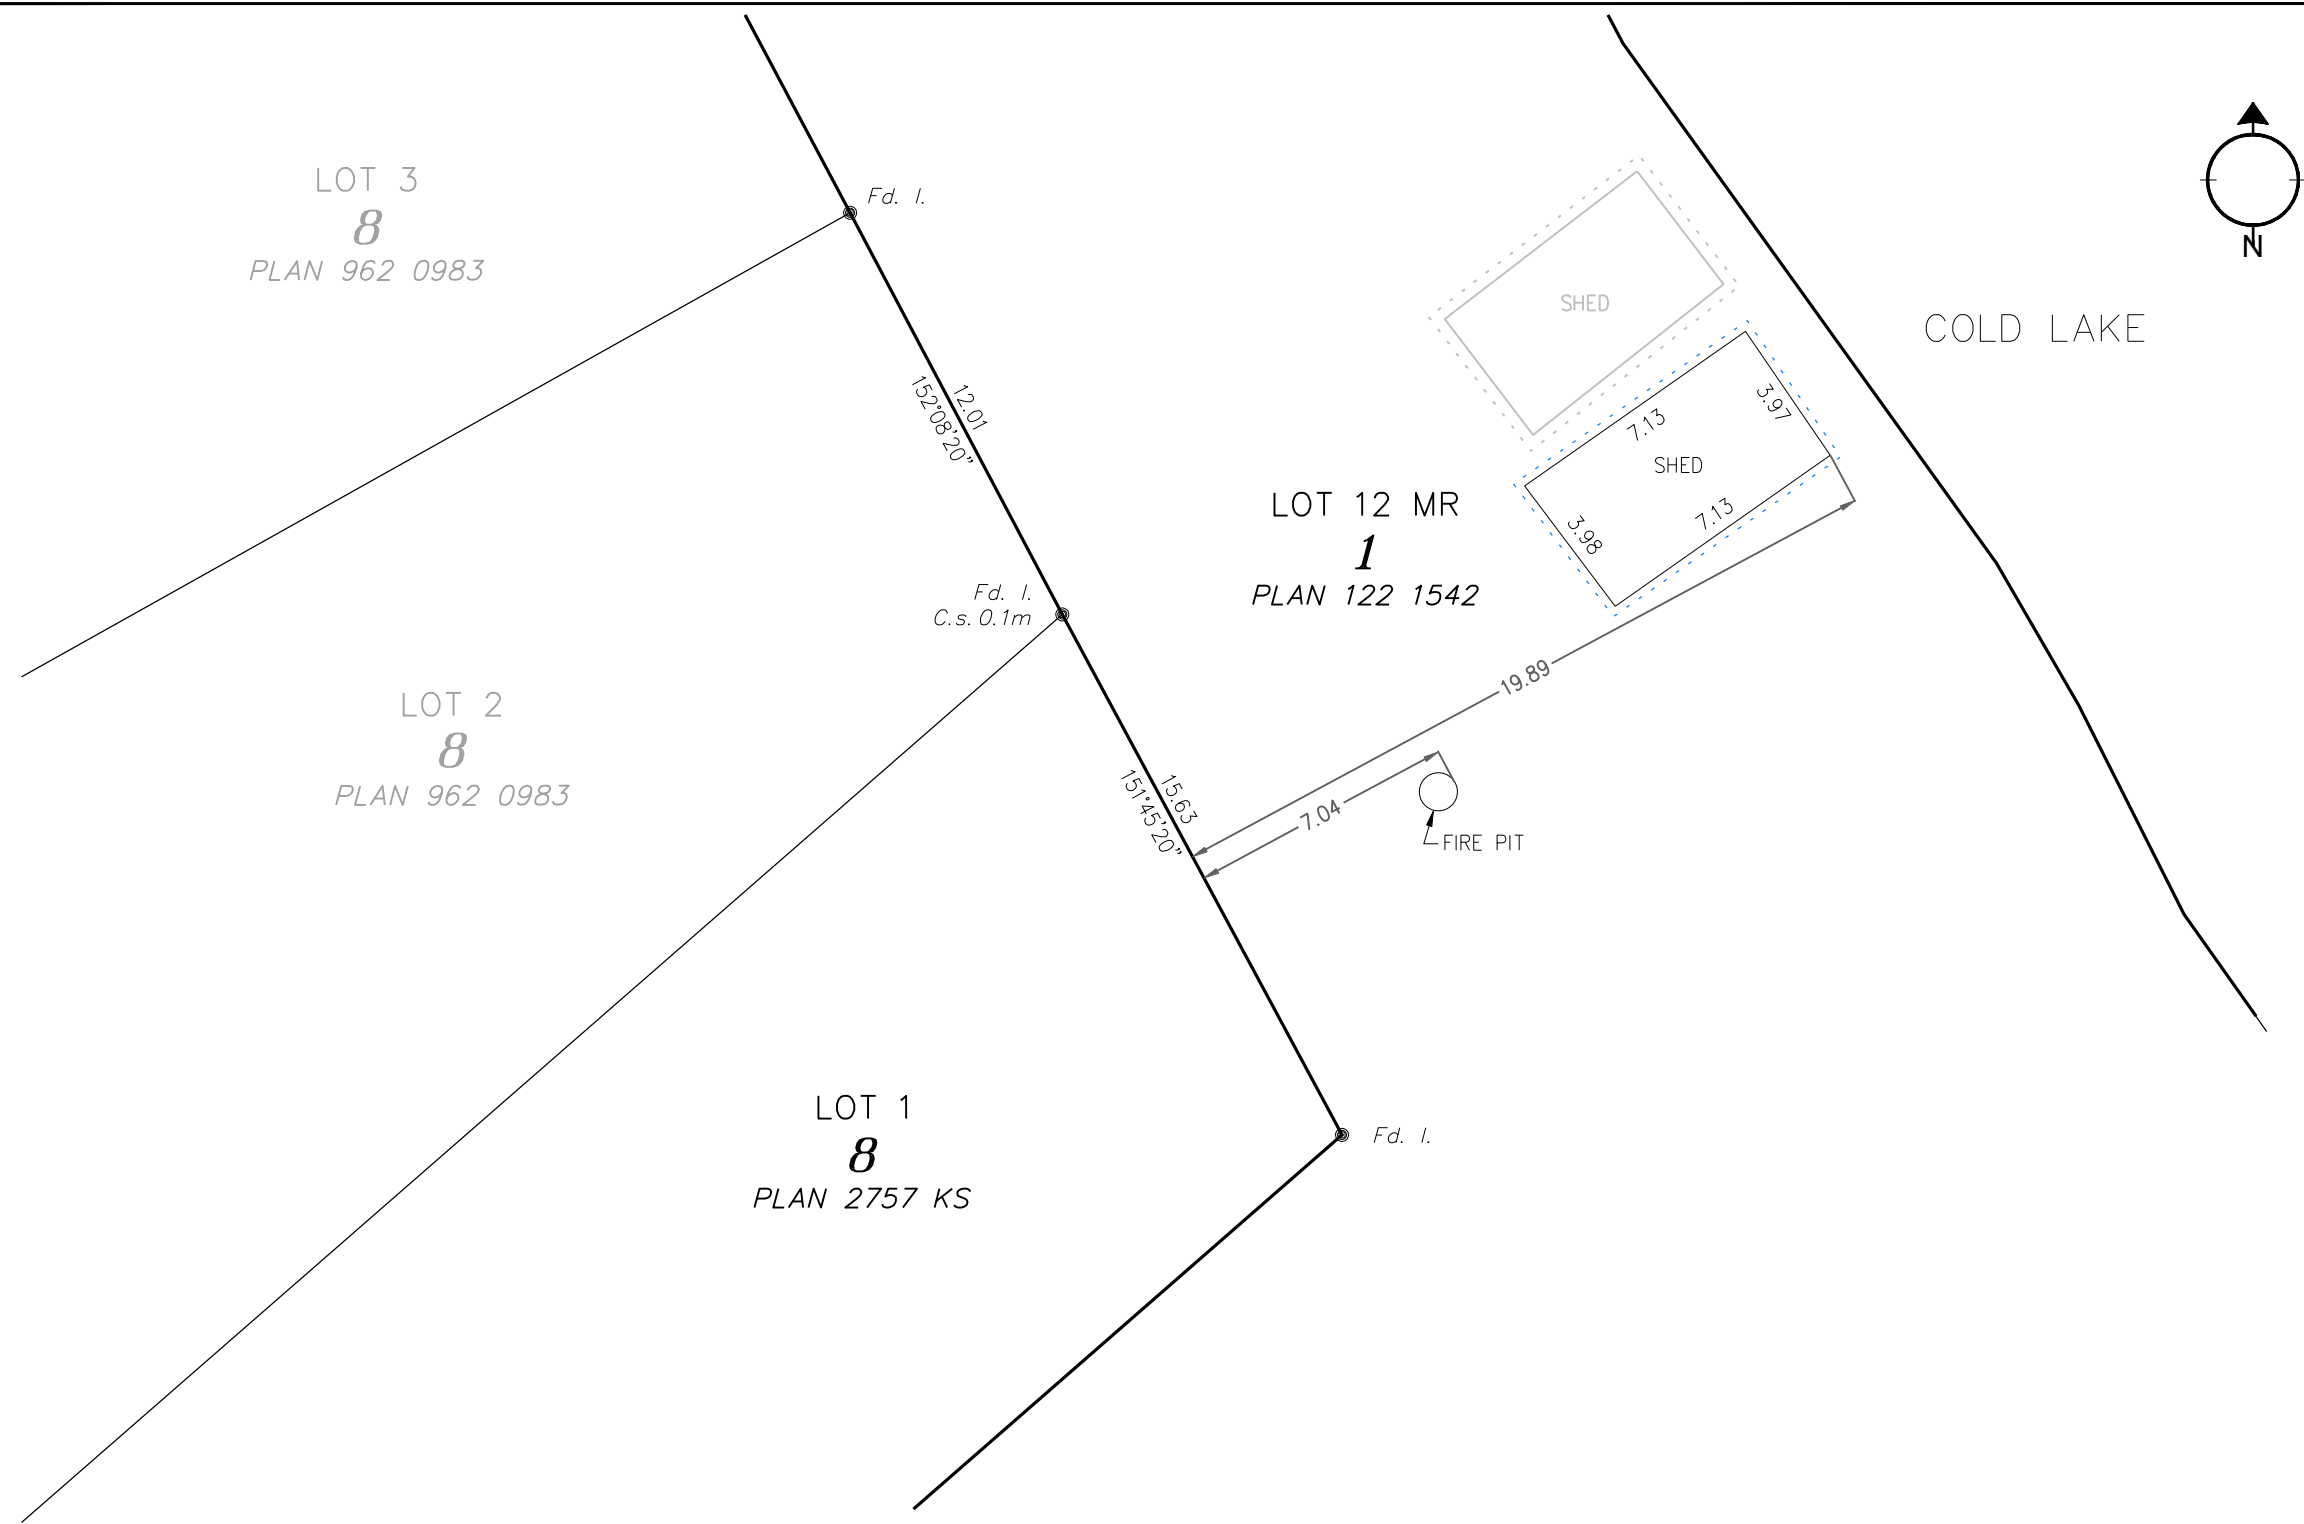 LOT 3
8
PLAN 962 0983
Fd. I.
N
SHED
COLD LAKE
12.01
152°08'20"
3.97
7.13
SHED
7.13
3.98
LOT 12 MR
1
PLAN 122 1542
Fd. I.
C.s. 0.1m
19.89
LOT 2
8
PLAN 962 0983
15.63
151°45'20"
7.04
FIRE PIT
LOT 1
8
PLAN 2757 KS
Fd. I.